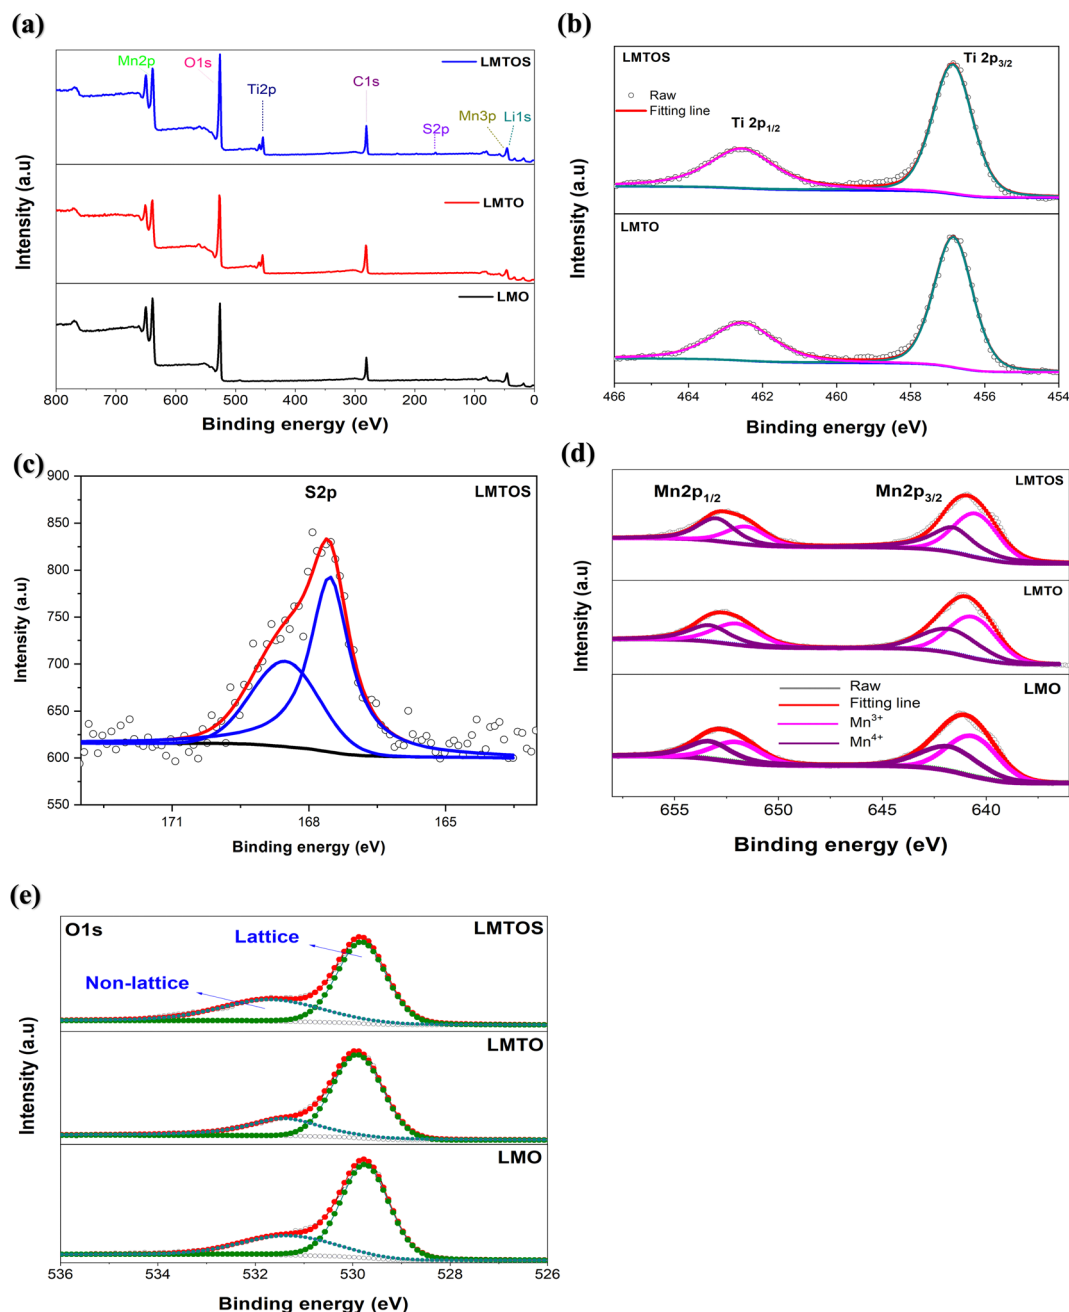 (a)
Mn2p
O1s
Ti2p
C1s
S2p
Mn3p
Li1s
LMTOS
LMTO
LMO
Intensity (a.u)
800 700 600 500 400 300 200 100 0
Binding energy (eV)
(b)
LMTOS
Raw
Fitting line
Ti 2p1/2
Ti 2p3/2
LMTO
Intensity (a.u)
466 464 462 460 458 456 454
Binding energy (eV)
(c)
S2p
LMTOS
900
850
800
750
700
650
600
550
Intensity (a.u)
171 168 165
Binding energy (eV)
(d)
Mn2p1/2
Mn2p3/2
LMTOS
LMTO
LMO
Raw
Fitting line
Mn3+
Mn4+
Intensity (a.u)
655 650 645 640
Binding energy (eV)
(e)
O1s
LMTOS
Lattice
Non-lattice
LMTO
LMO
Intensity (a.u)
536 534 532 530 528 526
Binding energy (eV)